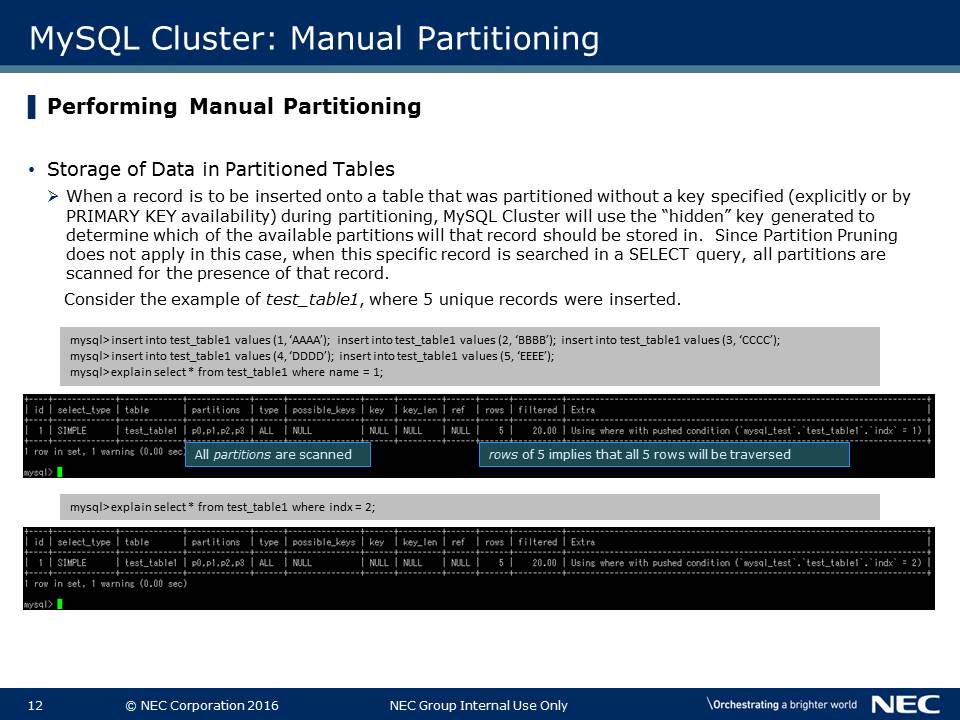 MySQL Cluster: Manual Partitioning
Performing Manual Partitioning
• Storage of Data in Partitioned Tables
➢ When a record is to be inserted onto a table that was partitioned without a key specified (explicitly or by
PRIMARY KEY availability) during partitioning, MySQL Cluster will use the “hidden” key generated to
determine which of the available partitions will that record should be stored in. Since Partition Pruning
does not apply in this case, when this specific record is searched in a SELECT query, all partitions are
scanned for the presence of that record.
Consider the example of test_table1, where 5 unique records were inserted.
mysql> insert into test_table1 values (1, ‘AAAA’); insert into test_table1 values (2, ‘BBBB’); insert into test_table1 values (3, ‘CCCC’);
mysql> insert into test_table1 values (4, ‘DDDD’); insert into test_table1 values (5, ‘EEEE’);
mysql> explain select * from test_table1 where name = 1;
| id | select_type | table | partitions | type | possible_keys | key | key_len | ref | rows | filtered | Extra |
| 1 | SIMPLE | test_table1 | p0,p1,p2,p3 | ALL | NULL | NULL | NULL | NULL | 5 | 20.00 | Using where with pushed condition (`mysql_test`.`test_table1`.`indx` = 1) |
1 row in set, 1 warning (0.00 sec)
All partitions are scanned
rows of 5 implies that all 5 rows will be traversed
mysql>
mysql> explain select * from test_table1 where indx = 2;
| id | select_type | table | partitions | type | possible_keys | key | key_len | ref | rows | filtered | Extra |
| 1 | SIMPLE | test_table1 | p0,p1,p2,p3 | ALL | NULL | NULL | NULL | NULL | 5 | 20.00 | Using where with pushed condition (`mysql_test`.`test_table1`.`indx` = 2) |
1 row in set, 1 warning (0.00 sec)
mysql>
12 © NEC Corporation 2016 NEC Group Internal Use Only \Orchestrating a brighter world NEC